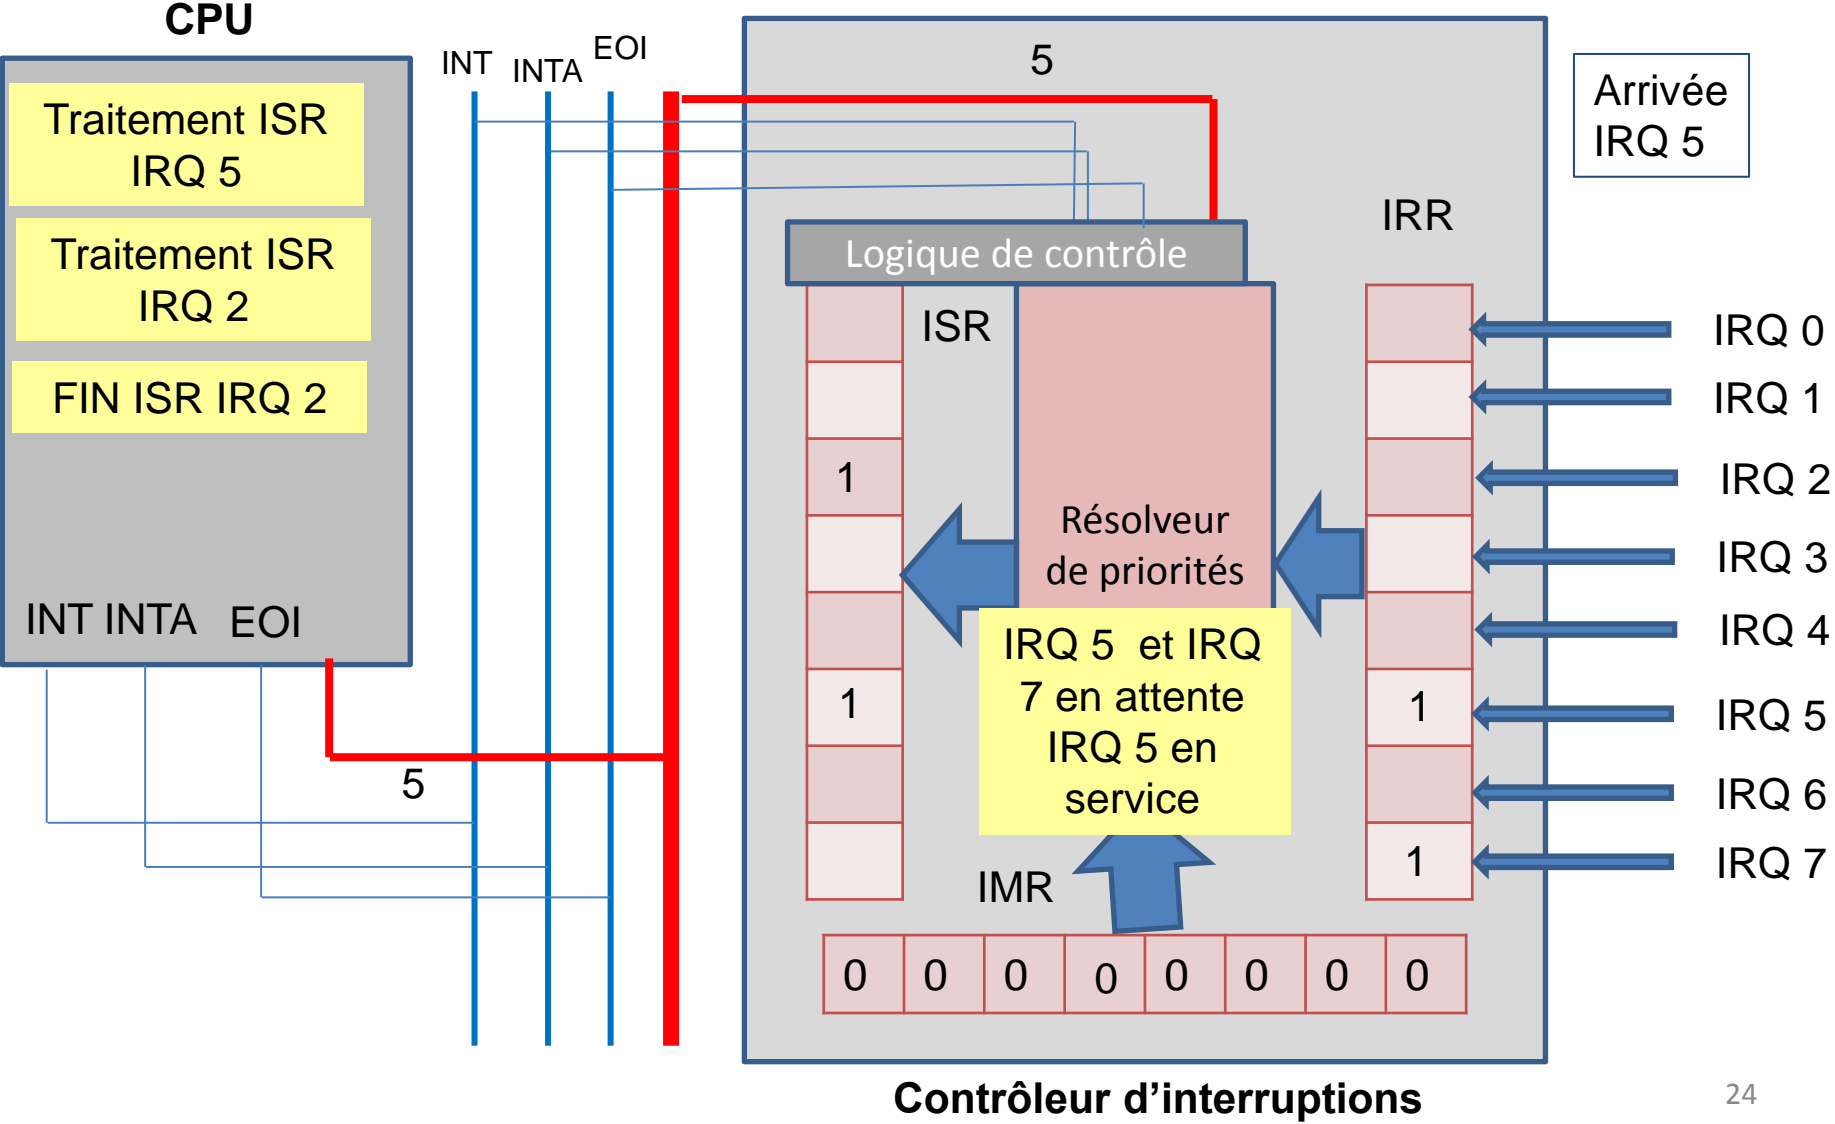 CPU
Traitement ISR
IRQ 5
Traitement ISR
IRQ 2
FIN ISR IRQ 2
INT INTA EOI
5
INT INTA EOI
5
Logique de contrôle
ISR
IRR
1
1
Résolveur
de priorités
IRQ 5 et IRQ
7 en attente
IRQ 5 en
service
1
1
IMR
0 0 0 0 0 0 0 0
Arrivée
IRQ 5
IRQ 0
IRQ 1
IRQ 2
IRQ 3
IRQ 4
IRQ 5
IRQ 6
IRQ 7
Contrôleur d’interruptions
24